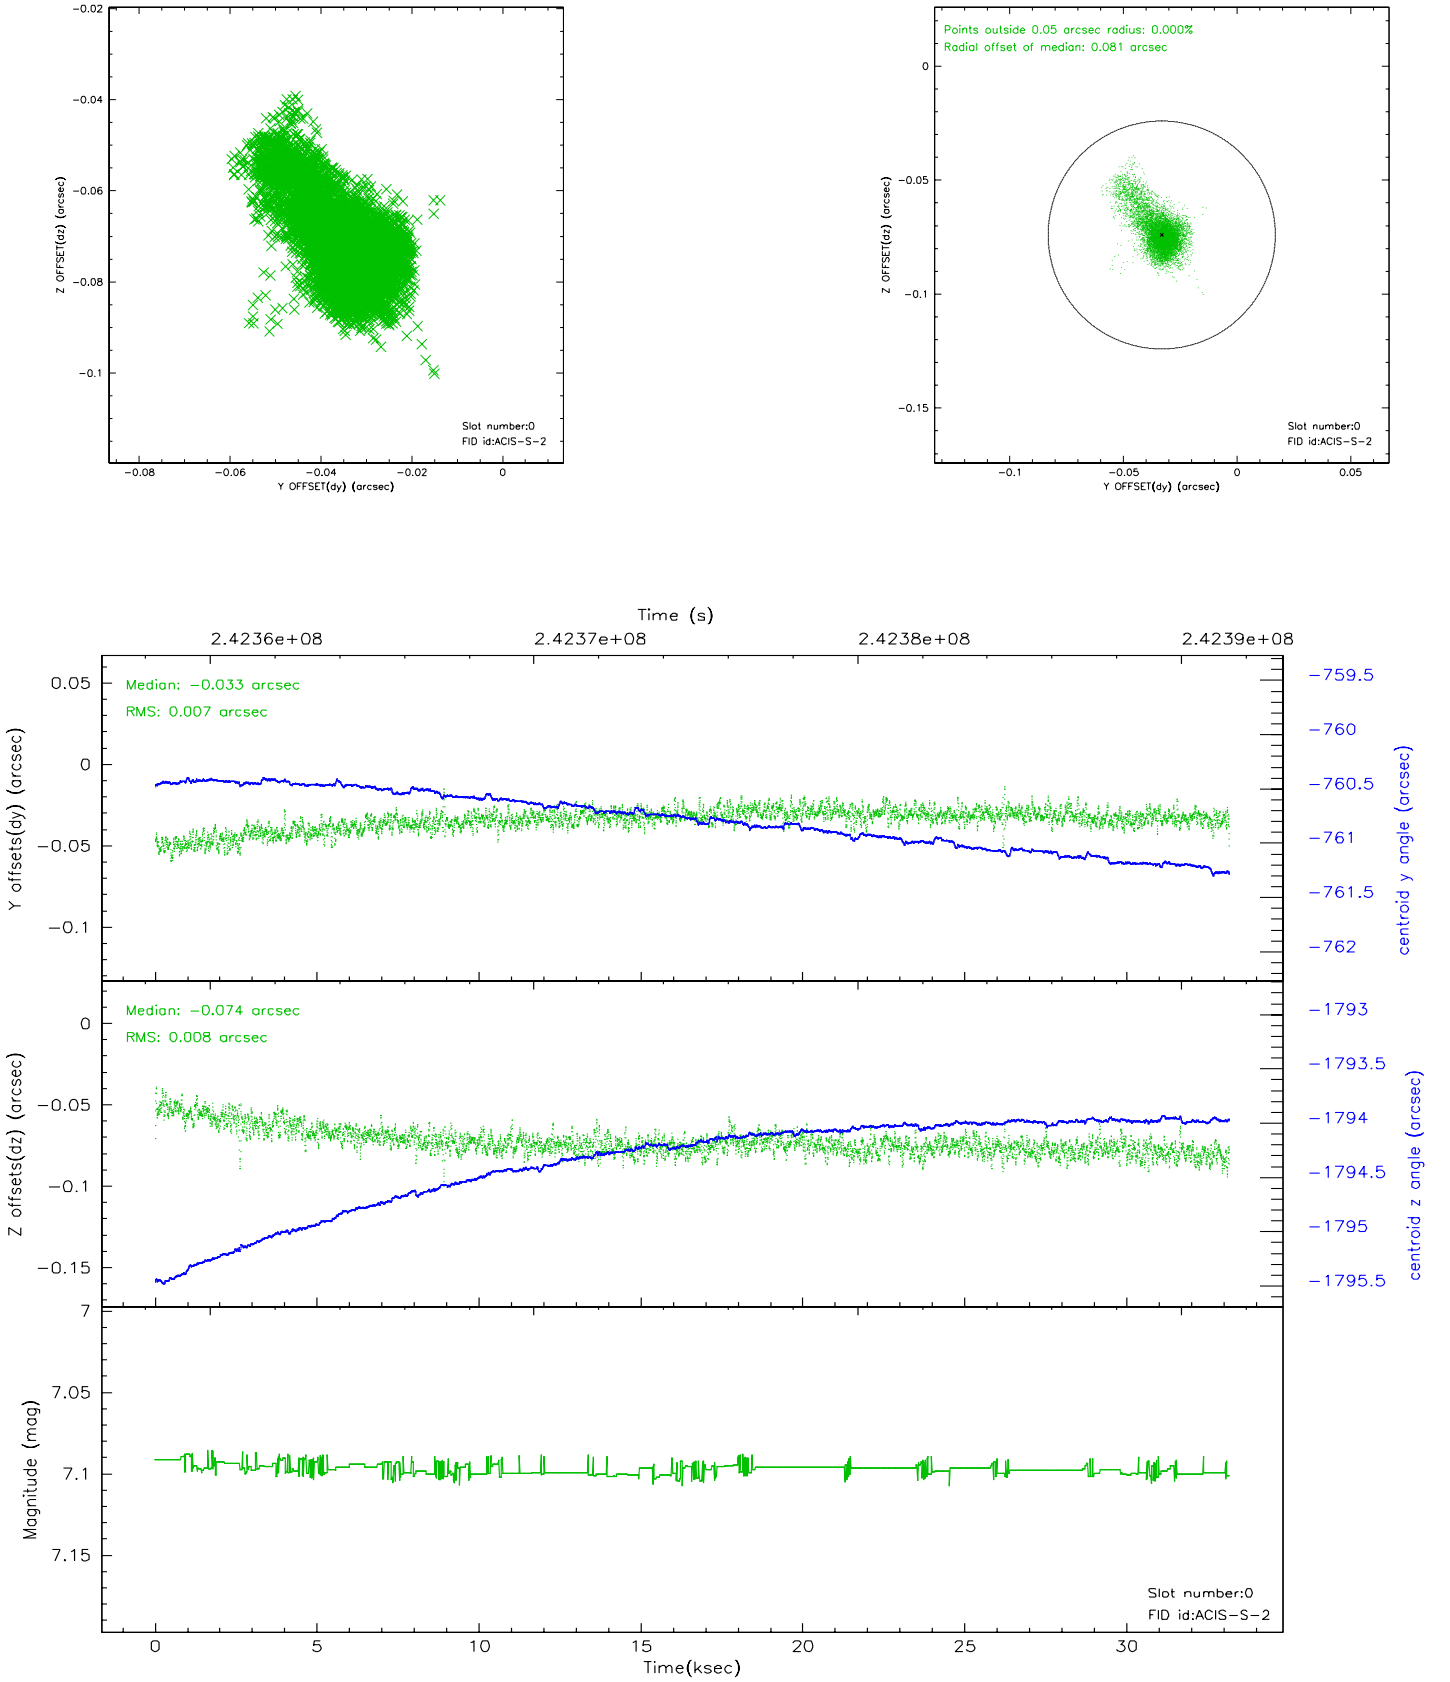 -0.02
-0.04
-0.06
-0.08
-0.1
Z OFFSET(dz) (arcsec)
Slot number:0
FID id:ACIS-S-2
-0.08 -0.06 -0.04 -0.02 0
Y OFFSET(dy) (arcsec)
Points outside 0.05 arcsec radius: 0.000%
Radial offset of median: 0.081 arcsec
0
-0.05
-0.1
-0.15
Z OFFSET(dz) (arcsec)
Slot number:0
FID id:ACIS-S-2
-0.1 -0.05 0 0.05
Y OFFSET(dy) (arcsec)
Time (s)
2.4236e+08 2.4237e+08 2.4238e+08 2.4239e+08
Median: -0.033 arcsec
RMS: 0.007 arcsec
0.05
0
-0.05
-0.1
Y offsets(dy) (arcsec)
-759.5
-760
-760.5
-761
-761.5
-762
centroid y angle (arcsec)
Median: -0.074 arcsec
RMS: 0.008 arcsec
0
-0.05
-0.1
-0.15
Z offsets(dz) (arcsec)
-1793
-1793.5
-1794
-1794.5
-1795
-1795.5
centroid z angle (arcsec)
7
7.05
7.1
7.15
Magnitude (mag)
Slot number:0
FID id:ACIS-S-2
0 5 10 15 20 25 30
Time(ksec)